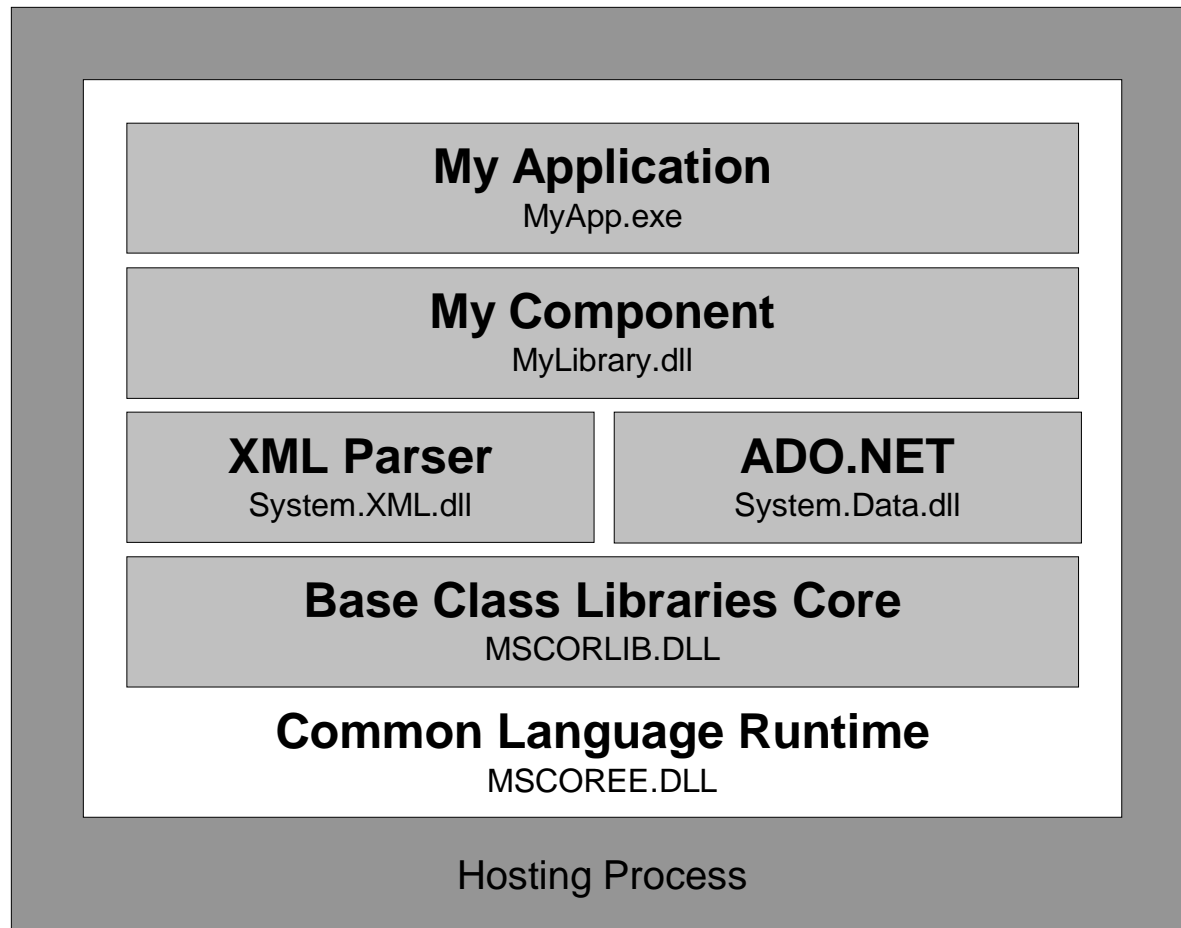 My Application
MyApp.exe
My Component
MyLibrary.dll
XML Parser
System.XML.dll
ADO.NET
System.Data.dll
Base Class Libraries Core
MSCORLIB.DLL
Common Language Runtime
MSCOREE.DLL
Hosting Process